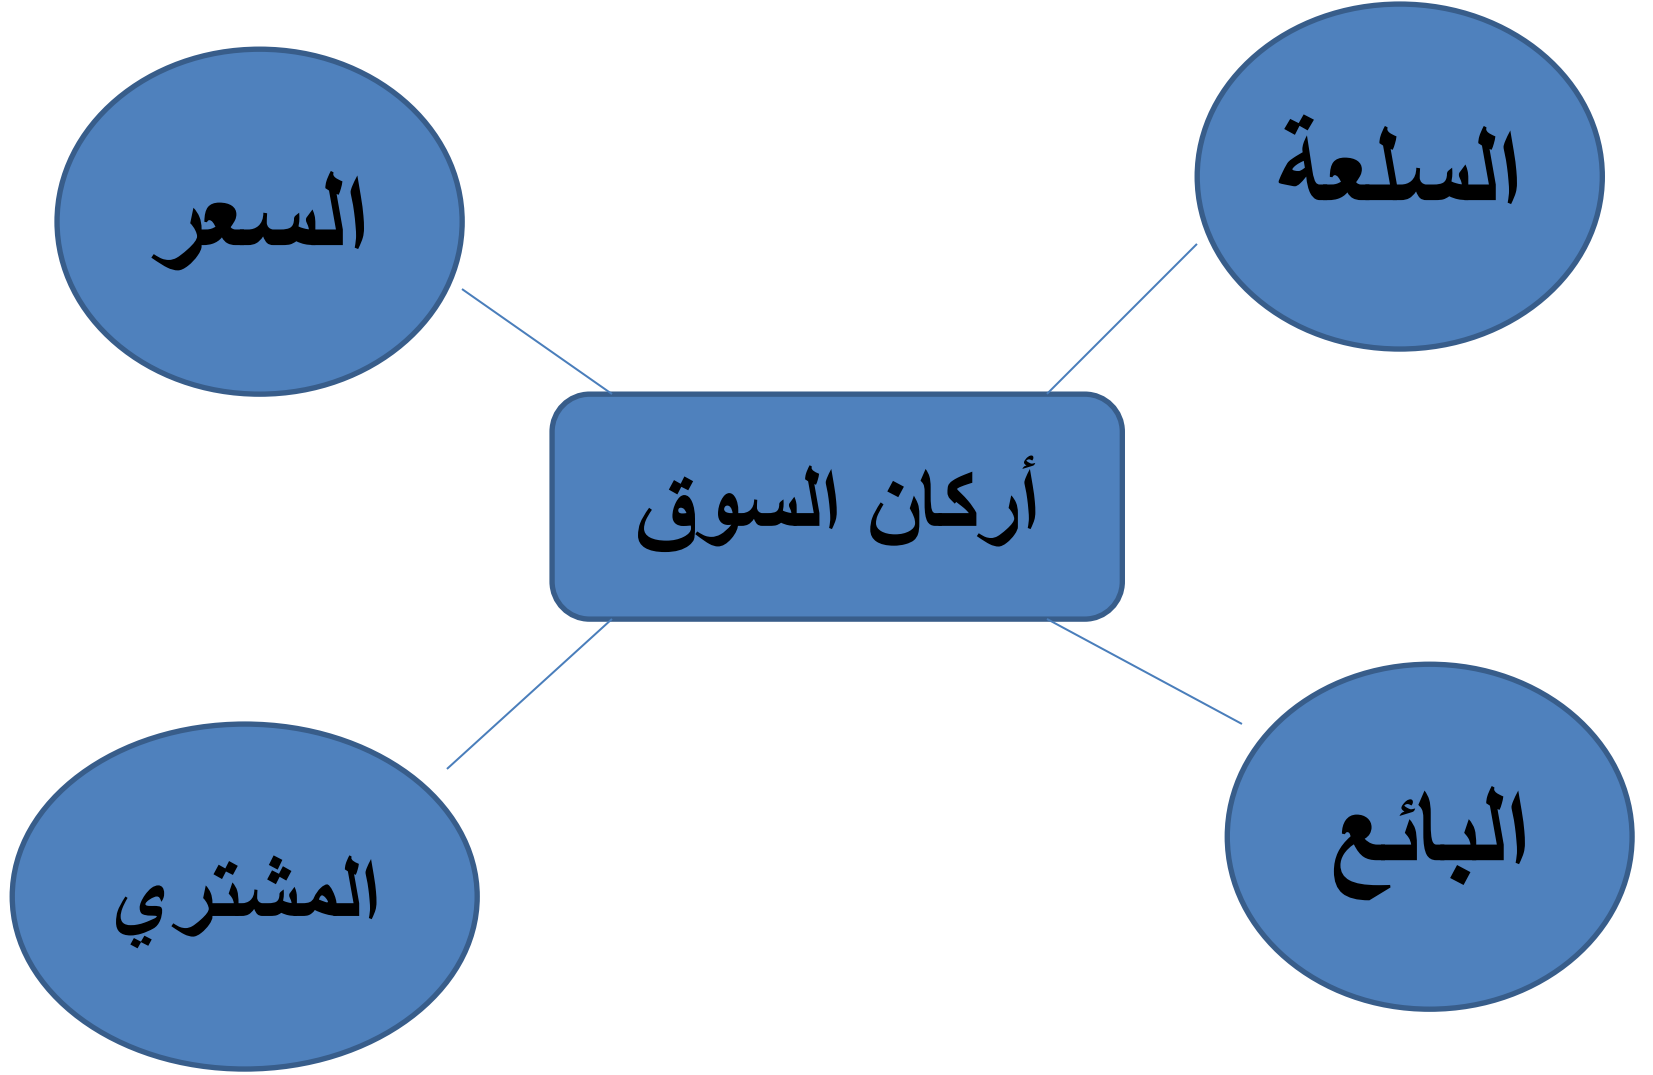 السلعة
السعر
أركان السوق
البائع
المشتري